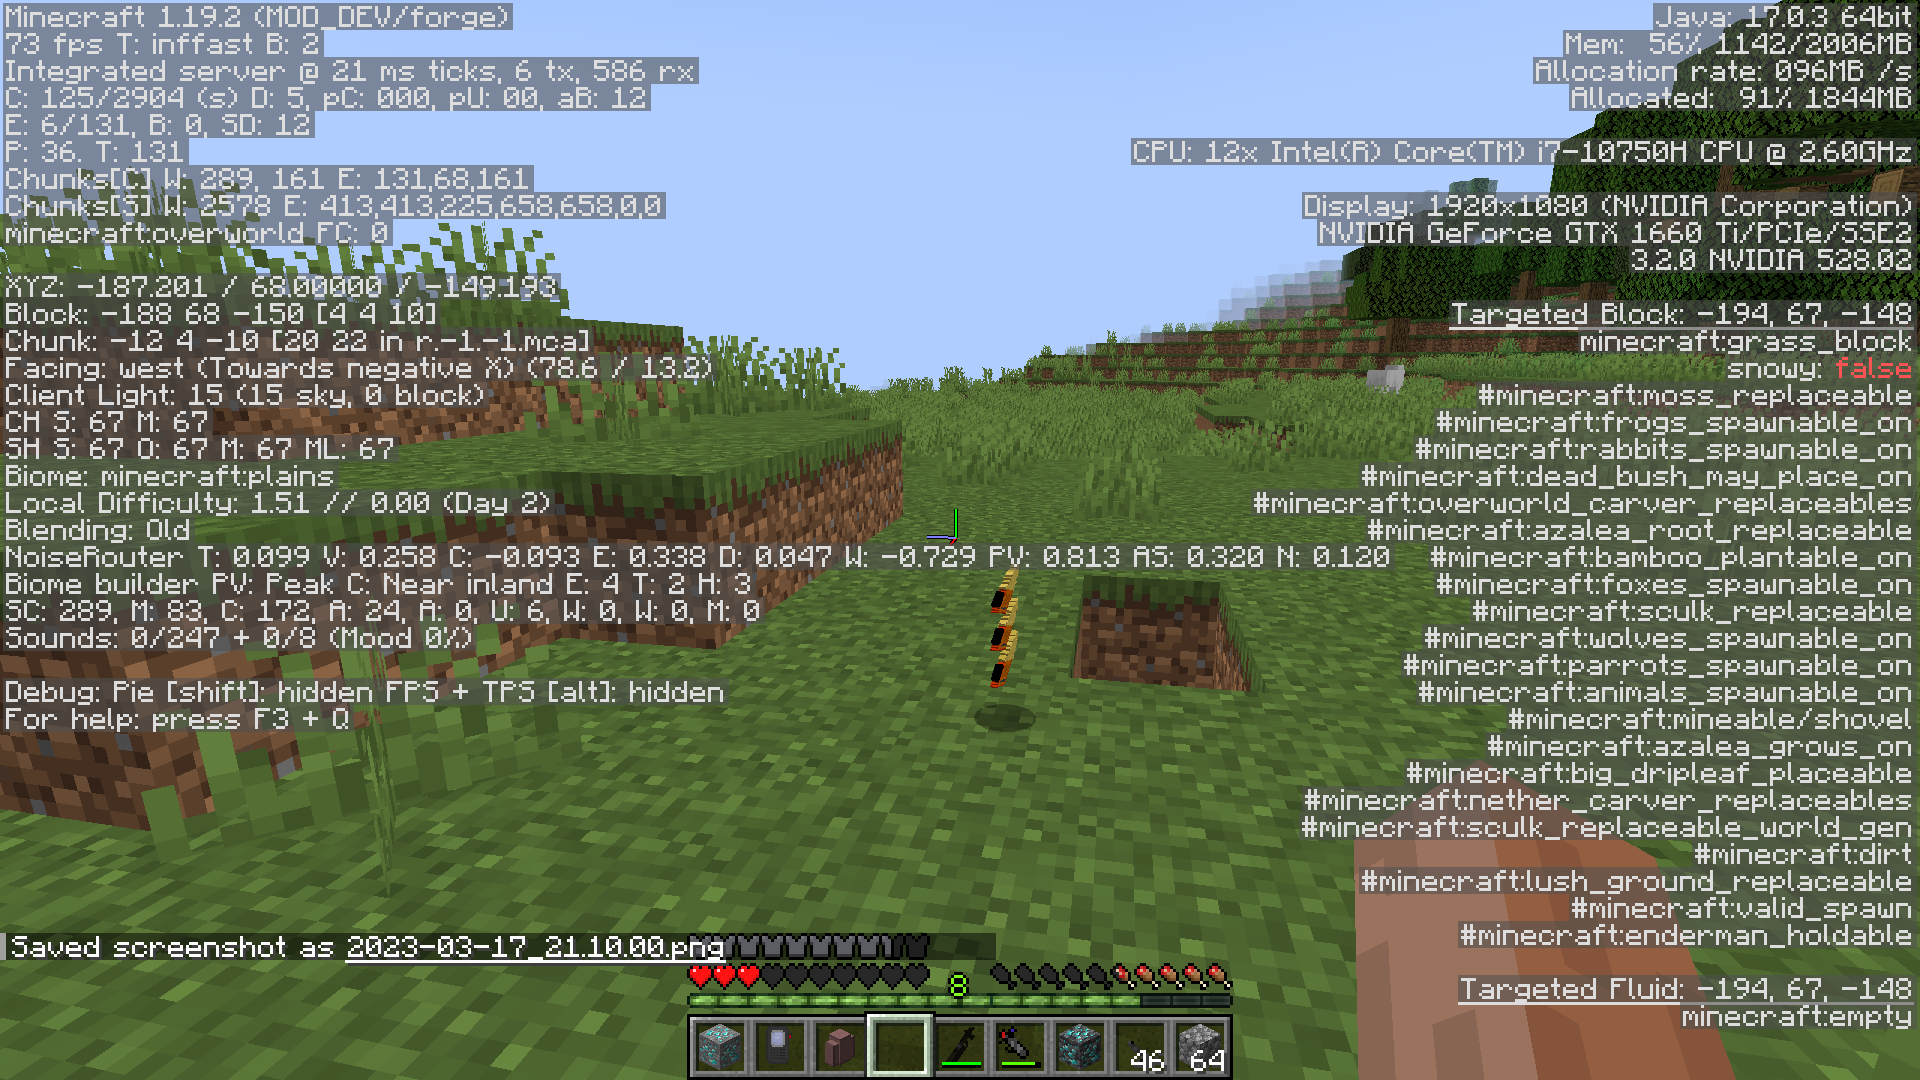 Minecraft 1.19.2 (MOD_DEV/forge)
73 fps T: inffast B: 2
Integrated server @ 21 ms ticks, 6 tx, 586 rx
C: 125/2904 (s) D: 5, pC: 000, pU: 00, aB: 12
E: 6/131, B: 0, SD: 12
P: 36. T: 131
Chunks[C] W: 289, 161 E: 131,68,161
Chunks[S] W: 2578 E: 413,413,225,658,658,0,0
minecraft:overworld FC: 0
XYZ: -187.201 / 68.00000 / -149.193
Block: -188 68 -150 [4 4 10]
Chunk: -12 4 -10 [20 22 in r.-1.-1.mca]
Facing: west (Towards negative X) (78.6 / 13.9)
Client Light: 15 (15 sky, 0 block)
CH S: 67 M: 67
SH S: 67 O: 67 M: 67 ML: 67
Biome: minecraft:plains
Local Difficulty: 1.51 // 0.00 (Day 2)
Blending: Old
NoiseRouter T: 0.099 V: 0.258 C: -0.093 E: 0.338 D: 0.047 W: -0.729 PV: 0.813 AS: 0.320 N: 0.120
Biome builder PV: Peak C: Near inland E: 4 T: 2 H: 3
SC: 289, M: 83, C: 172, A: 24, A: 0, U: 6, W: 0, W: 0, M: 0
Sounds: 0/247 + 0/8 (Mood 0%)
Debug: Pie [shift]: hidden FPS + TPS [alt]: hidden
For help: press F3 + Q
Java: 17.0.3 64bit
Mem: 56% 1142/2006MB
Allocation rate: 096MB /s
Allocated: 91% 1844MB
CPU: 12x Intel(R) Core(TM) i7-10750H CPU @ 2.60GHz
Display: 1920x1080 (NVIDIA Corporation)
NVIDIA GeForce GTX 1660 Ti/PCIe/SSE2
3.2.0 NVIDIA 528.02
Targeted Block: -194, 67, -148
minecraft:grass_block
snowy: false
#minecraft:moss_replaceable
#minecraft:frogs_spawnable_on
#minecraft:rabbits_spawnable_on
#minecraft:dead_bush_may_place_on
#minecraft:overworld_carver_replaceables
#minecraft:azalea_root_replaceable
#minecraft:bamboo_plantable_on
#minecraft:foxes_spawnable_on
#minecraft:sculk_replaceable
#minecraft:wolves_spawnable_on
#minecraft:parrots_spawnable_on
#minecraft:animals_spawnable_on
#minecraft:mineable/shovel
#minecraft:azalea_grows_on
#minecraft:big_dripleaf_placeable
#minecraft:nether_carver_replaceables
#minecraft:sculk_replaceable_world_gen
#minecraft:dirt
#minecraft:lush_ground_replaceable
#minecraft:valid_spawn
#minecraft:enderman_holdable
Targeted Fluid: -194, 67, -148
minecraft:empty
Saved screenshot as 2023-03-17_21.10.00.png
8
46
64